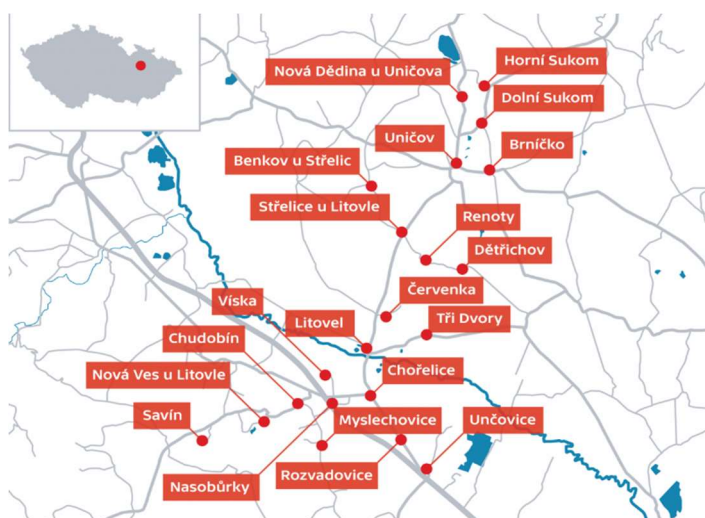 Horní Sukom
Nová Dědina u Uničova
Dolní Sukom
Uničov
Brníčko
Benkov u Střelic
Střelice u Litovle
Renoty
Dětřichov
Červenka
Víska
Tři Dvory
Litovel
Chudobín
Chořelice
Nová Ves u Litovle
Savín
Myslechovice
Unčovice
Rozvadovice
Nasobůrky